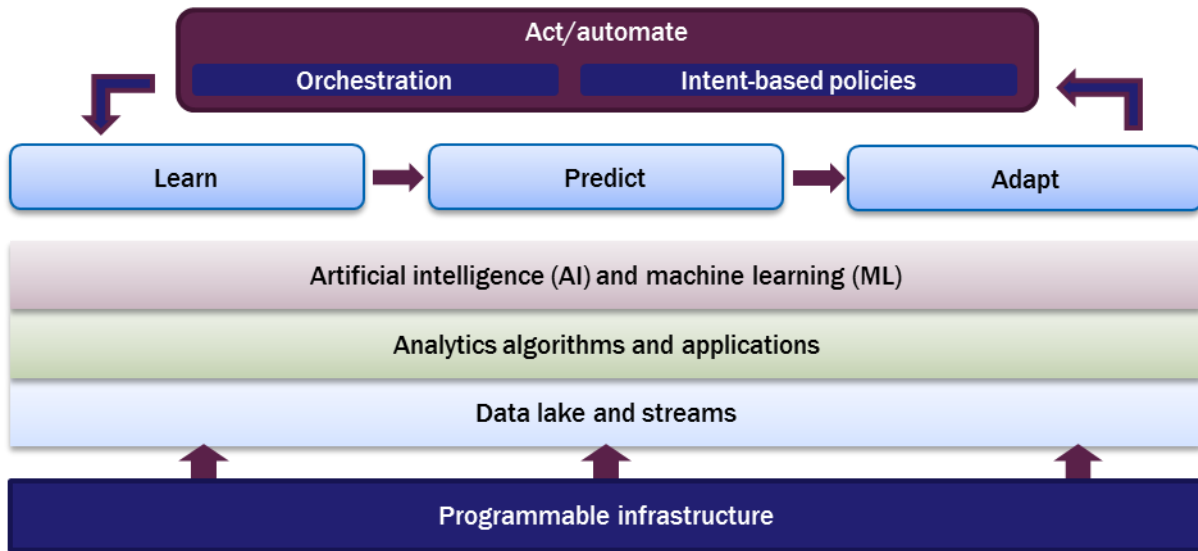 Act/automate
Orchestration
Intent-based policies
Learn
Predict
Adapt
Artificial intelligence (AI) and machine learning (ML)
Analytics algorithms and applications
Data lake and streams
Programmable infrastructure